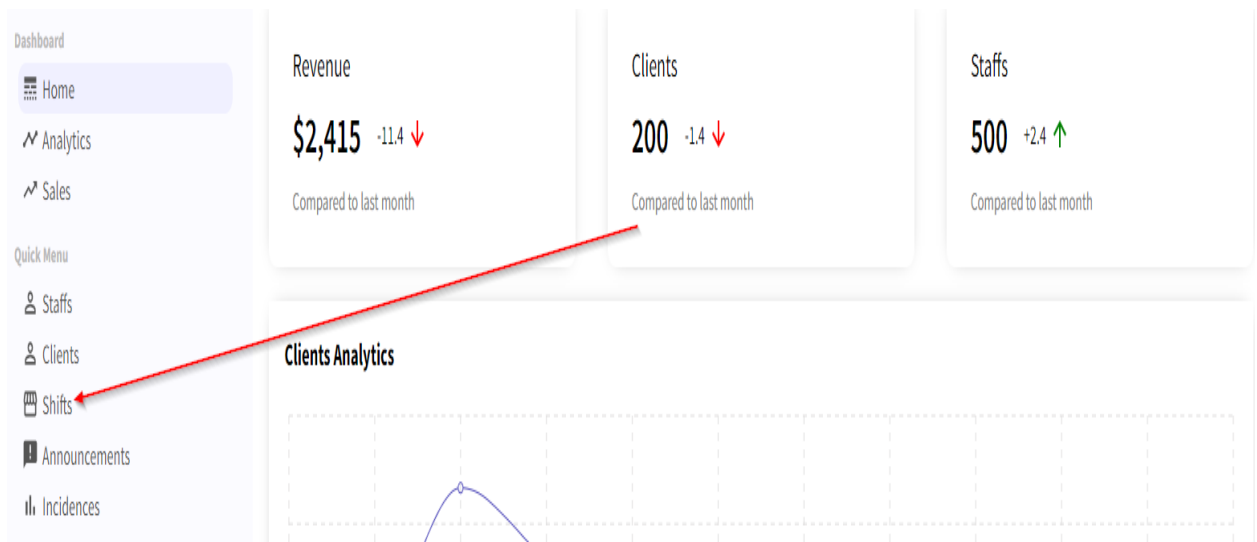 Dashboard
Home
Analytics
Sales
Quick Menu
Staffs
Clients
Shifts
Announcements
Incidences
Revenue
$2,415 -11.4
Compared to last month
Clients
200 -1.4
Compared to last month
Staffs
500 +2.4
Compared to last month
Clients Analytics